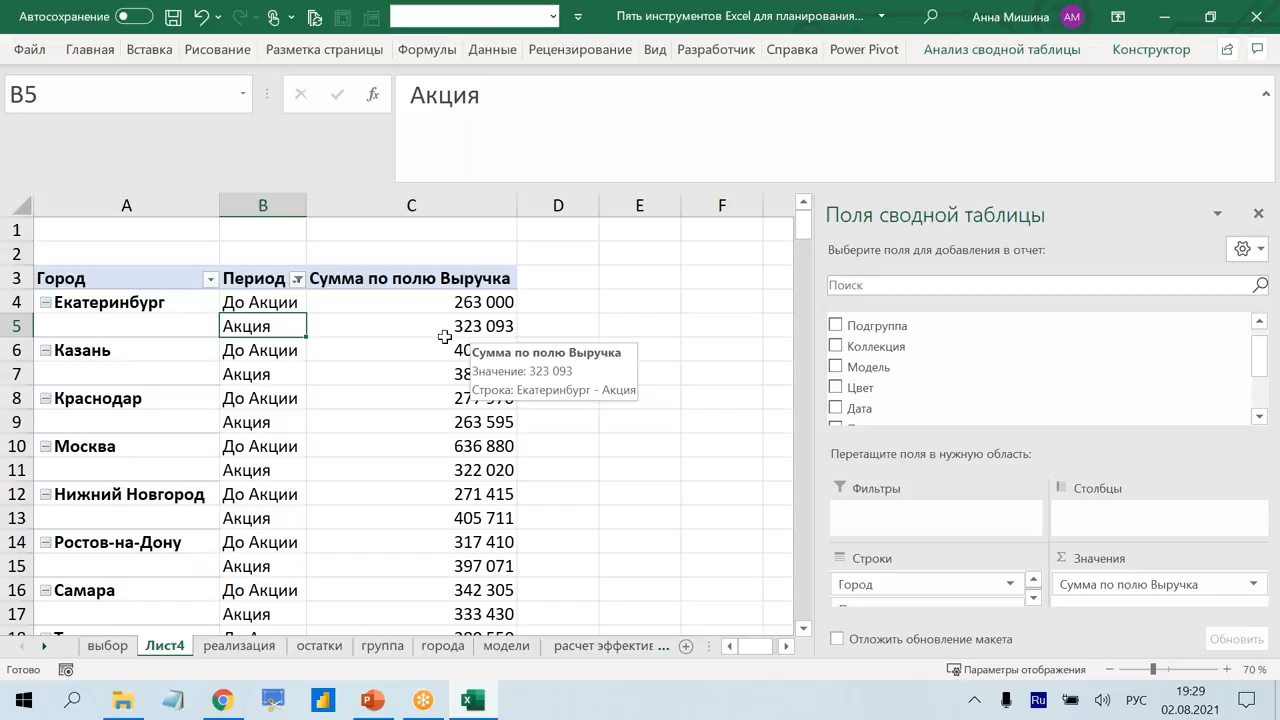 Автосохранение
Пять инструментов Excel для планирования...
Анна Мишина
АМ
Файл Главная Вставка Рисование Разметка страницы Формулы Данные Рецензирование Вид Разработчик Справка Power Pivot Анализ сводной таблицы Конструктор
B5
fx
Акция
A B C D E F
Поля сводной таблицы
Выберите поля для добавления в отчет:
Поиск
Подгруппа
Коллекция
Модель
Цвет
Дата
Перетащите поля в нужную область:
Фильтры
Столбцы
Строки
Σ Значения
Город
Сумма по полю Выручка
Отложить обновление макета
Обновить
1
2
3 Город Период Сумма по полю Выручка
4 Екатеринбург До Акции 263 000
5 Акция 323 093
6 Казань До Акции
7 Акция
8 Краснодар До Акции
9 Акция 263 595
10 Москва До Акции 636 880
11 Акция 322 020
12 Нижний Новгород До Акции 271 415
13 Акция 405 711
14 Ростов-на-Дону До Акции 317 410
15 Акция 397 071
16 Самара До Акции 342 305
17 Акция 333 430
Сумма по полю Выручка
Значение: 323 093
Строка: Екатеринбург - Акция
выбор Лист4 реализация остатки группа города модели расчет эффектив ...
Готово
Параметры отображения
70 %
Ru
РУС
19:29
02.08.2021